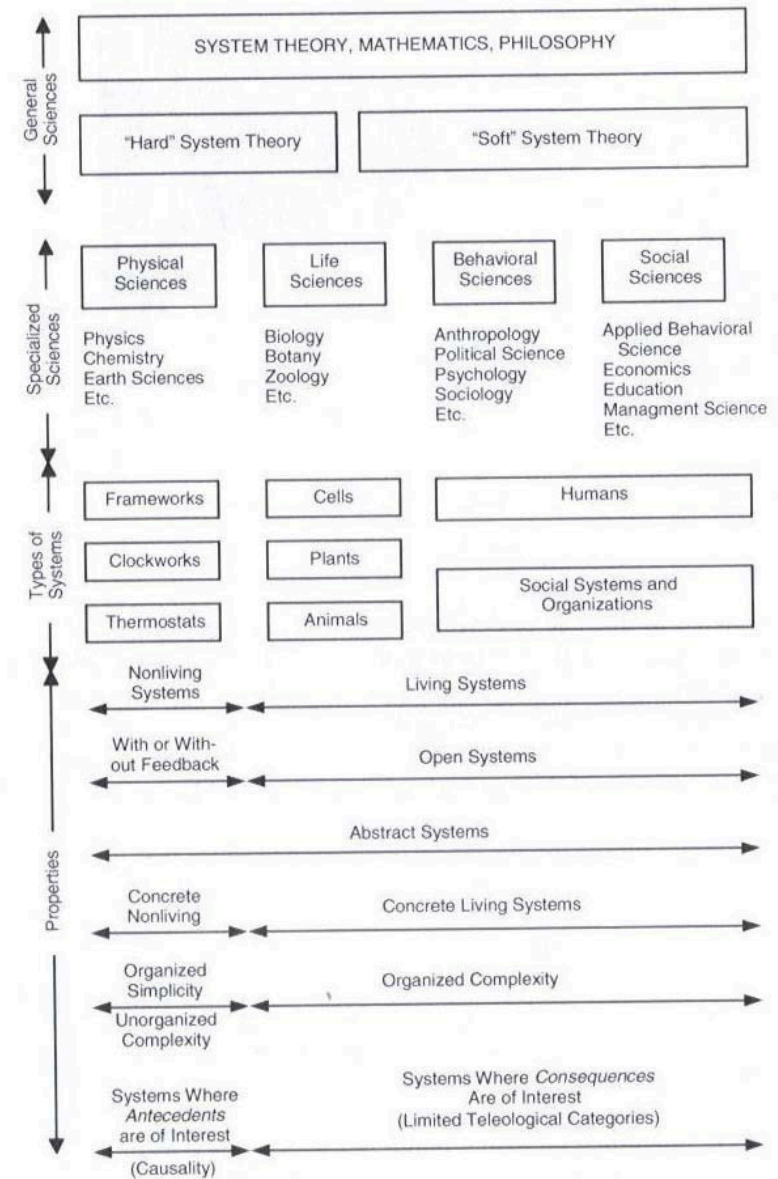 General
Sciences
SYSTEM THEORY, MATHEMATICS, PHILOSOPHY
"Hard" System Theory
"Soft" System Theory
Specialized
Sciences
Physical
Sciences
Physics
Chemistry
Earth Sciences
Etc.
Life
Sciences
Biology
Botany
Zoology
Etc.
Behavioral
Sciences
Anthropology
Political Science
Psychology
Sociology
Etc.
Social
Sciences
Applied Behavioral
Science
Economics
Education
Managment Science
Etc.
Types of
Systems
Frameworks
Clockworks
Thermostats
Cells
Plants
Animals
Humans
Social Systems and
Organizations
Properties
Nonliving
Systems
Living Systems
With or With-
out Feedback
Open Systems
Abstract Systems
Concrete
Nonliving
Concrete Living Systems
Organized
Simplicity
Unorganized
Complexity
Organized Complexity
Systems Where
Antecedents
are of Interest
(Causality)
Systems Where Consequences
Are of Interest
(Limited Teleological Categories)